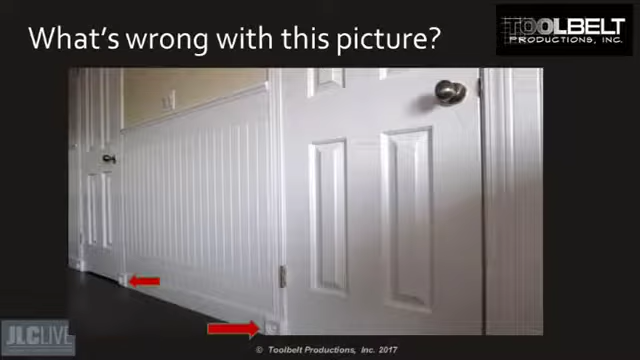 What's wrong with this picture?
TOOLBELT
PRODUCTIONS, INC.
JLCLIVE
© Toolbelt Productions, Inc. 2017